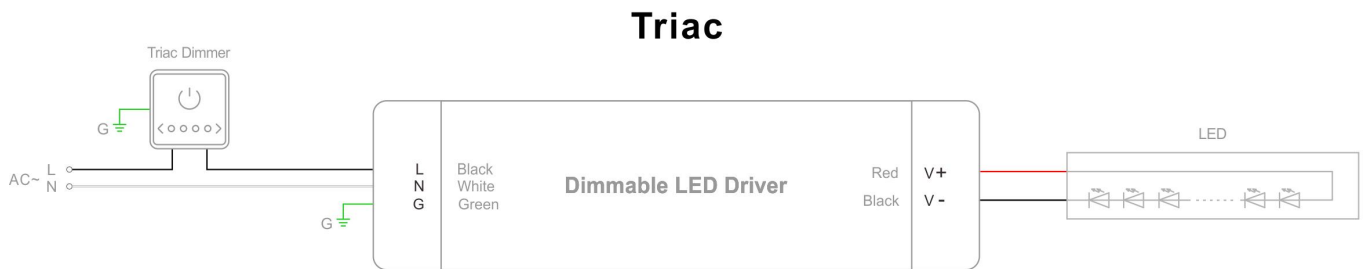 Triac
Triac Dimmer
G
AC~ L
N
L Black
N White
G Green
G
Dimmable LED Driver
Red V+
Black V -
LED